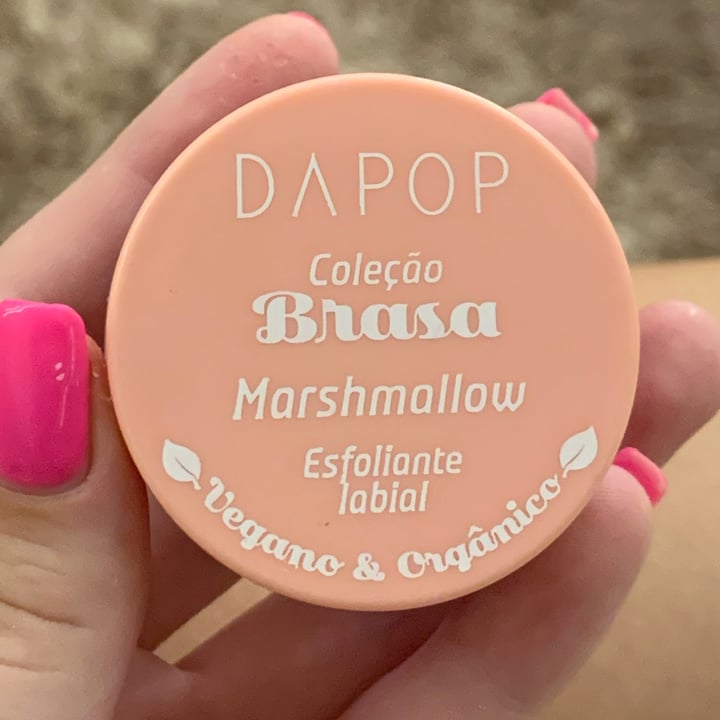 DAPOP
Coleção
Brasa
Marshmallow
Esfoliante
labial
Vegano & Orgânico